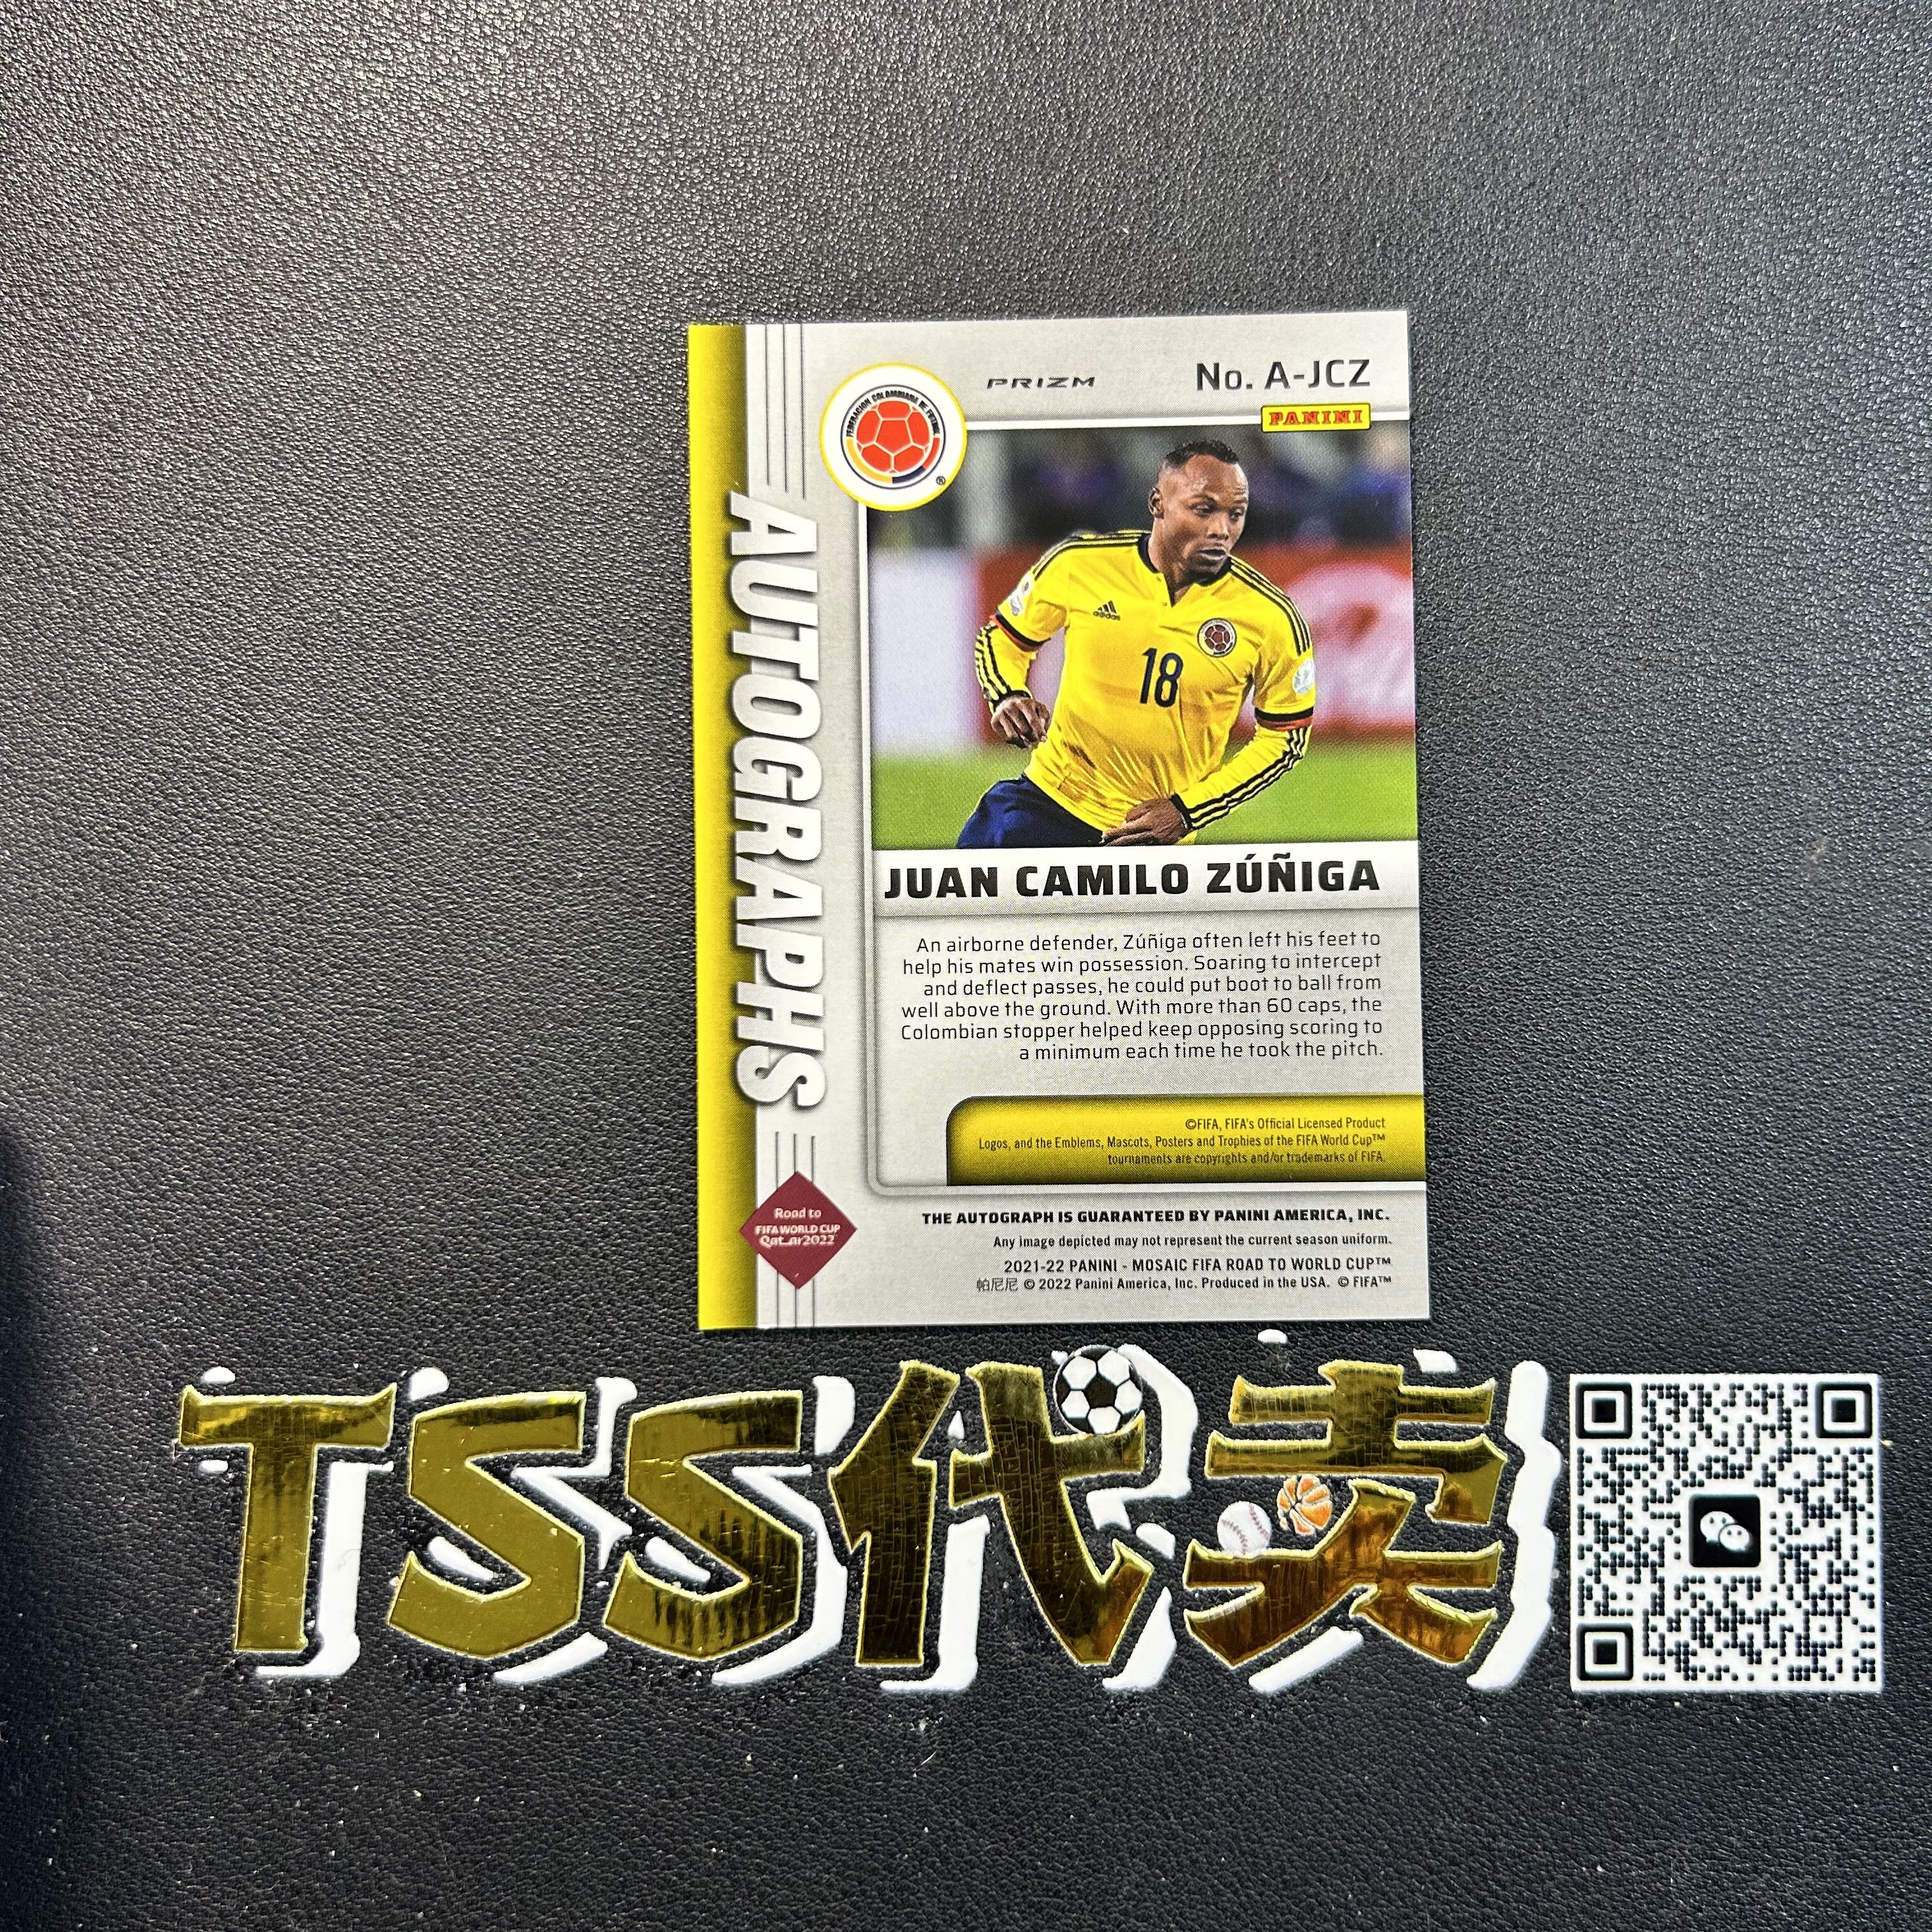 PRIZM
No. A-JCZ
PANINI
FEDERACION COLOMBIANA DE FUTBOL
®
AUTOGRAPHS
adidas
18
JUAN CAMILO ZÚÑIGA
An airborne defender, Zúñiga often left his feet to
help his mates win possession. Soaring to intercept
and deflect passes, he could put boot to ball from
well above the ground. With more than 60 caps, the
Colombian stopper helped keep opposing scoring to
a minimum each time he took the pitch.
©FIFA, FIFA's Official Licensed Product
Logos, and the Emblems, Mascots, Posters and Trophies of the FIFA World Cup™
tournaments are copyrights and/or trademarks of FIFA.
Road to
FIFA WORLD CUP
Qatar2022
THE AUTOGRAPH IS GUARANTEED BY PANINI AMERICA, INC.
Any image depicted may not represent the current season uniform.
2021-22 PANINI - MOSAIC FIFA ROAD TO WORLD CUP™
帕尼尼 © 2022 Panini America, Inc. Produced in the USA. © FIFA™
TSS代卖